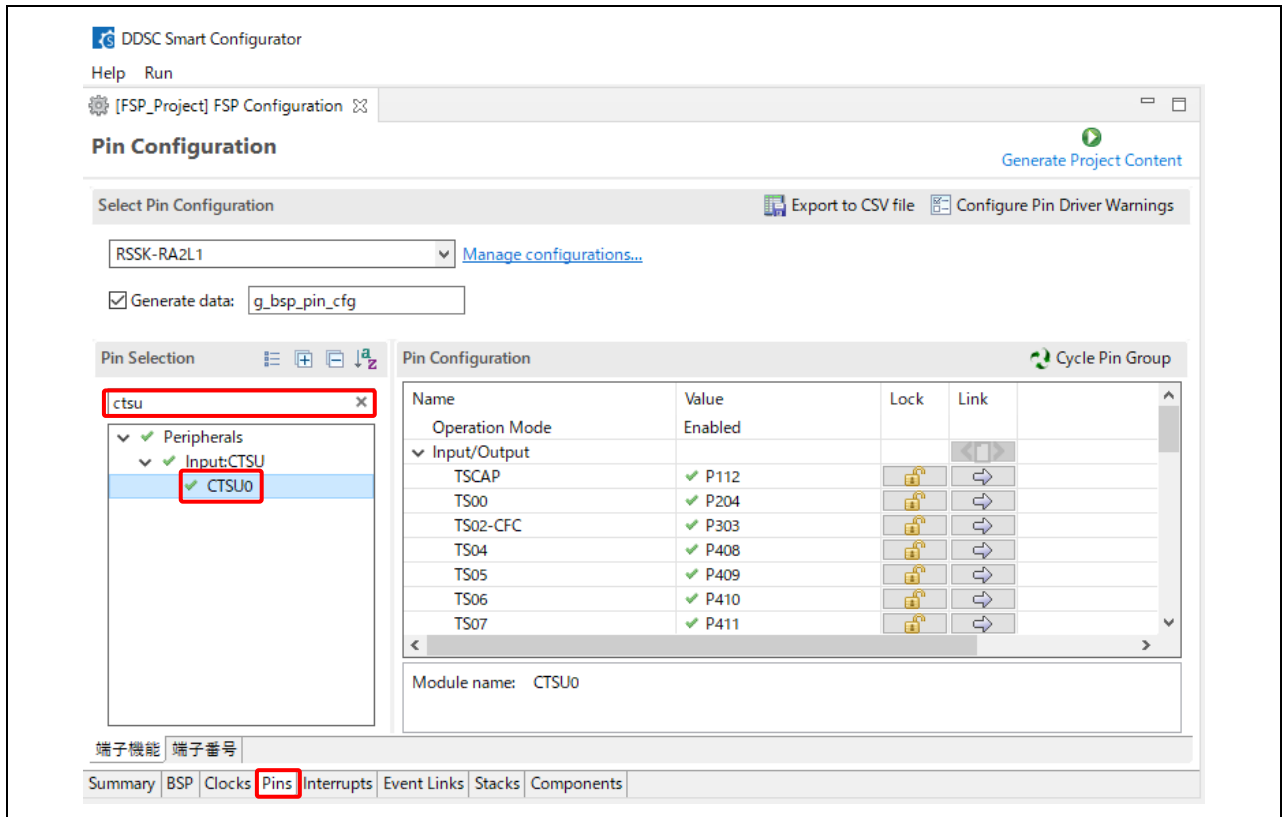 DDSC Smart Configurator
Help Run
[FSP_Project] FSP Configuration
Pin Configuration
Generate Project Content
Select Pin Configuration
Export to CSV file Configure Pin Driver Warnings
RSSK-RA2L1 Manage configurations...
Generate data: g_bsp_pin_cfg
Pin Selection
ctsu
Peripherals
Input:CTSU
CTSU0
Pin Configuration Cycle Pin Group
Name Value Lock Link
Operation Mode Enabled
Input/Output
TSCAP P112
TS00 P204
TS02-CFC P303
TS04 P408
TS05 P409
TS06 P410
TS07 P411
Module name: CTSU0
端子機能 端子番号
Summary BSP Clocks Pins Interrupts Event Links Stacks Components